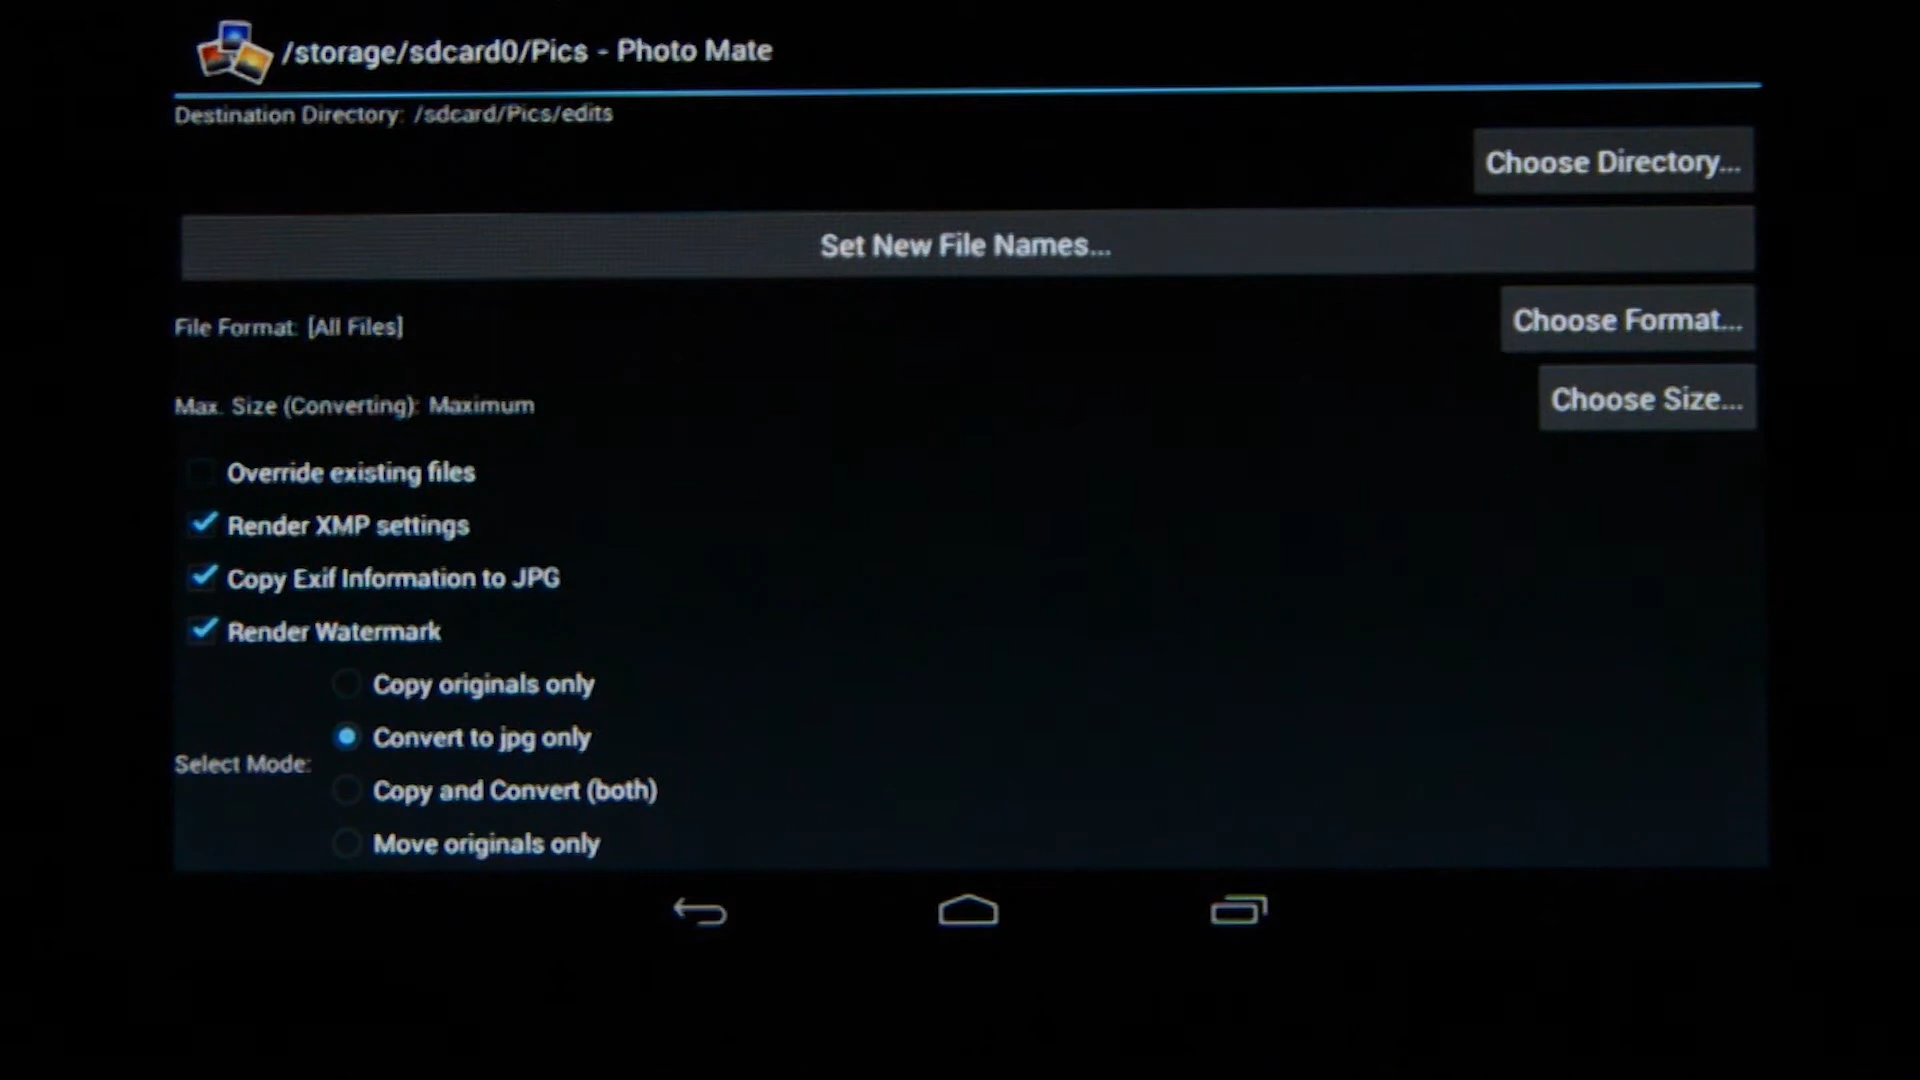 /storage/sdcard0/Pics - Photo Mate
Destination Directory: /sdcard/Pics/edits
Choose Directory...
Set New File Names...
File Format: [All Files]
Choose Format...
Max. Size (Converting): Maximum
Choose Size...
Override existing files
Render XMP settings
Copy Exif Information to JPG
Render Watermark
Copy originals only
Convert to jpg only
Select Mode:
Copy and Convert (both)
Move originals only